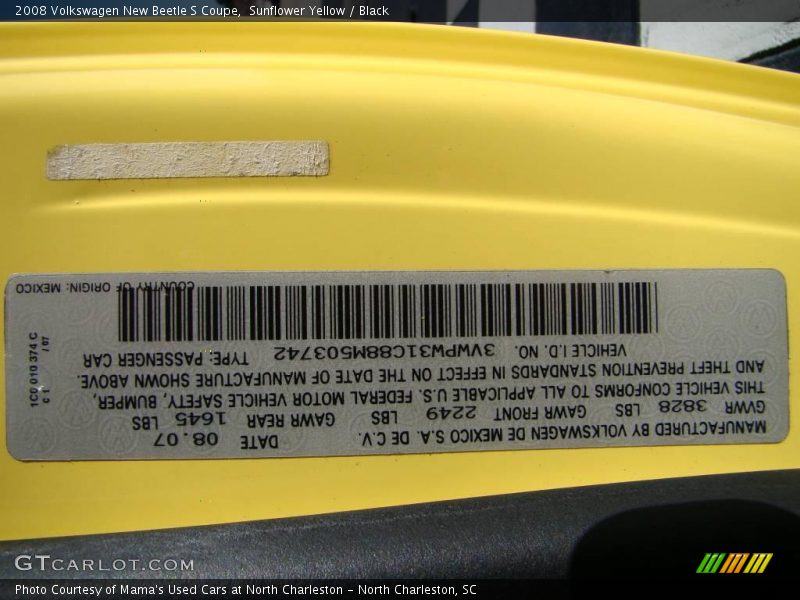 2008 Volkswagen New Beetle S Coupe, Sunflower Yellow / Black
MANUFACTURED BY VOLKSWAGEN DE MEXICO S.A. DE C.V. DATE 08.07
GVWR 3828 LBS GAWR FRONT 2249 LBS GAWR REAR 1645 LBS
THIS VEHICLE CONFORMS TO ALL APPLICABLE U.S. FEDERAL MOTOR VEHICLE SAFETY, BUMPER,
AND THEFT PREVENTION STANDARDS IN EFFECT ON THE DATE OF MANUFACTURE SHOWN ABOVE.
VEHICLE I.D. NO. 3VWPW31C88M503742 TYPE: PASSENGER CAR
COUNTRY OF ORIGIN: MEXICO
1C0 010 374 C
C 1 / 07
GTCARLOT.COM
Photo Courtesy of Mama's Used Cars at North Charleston - North Charleston, SC